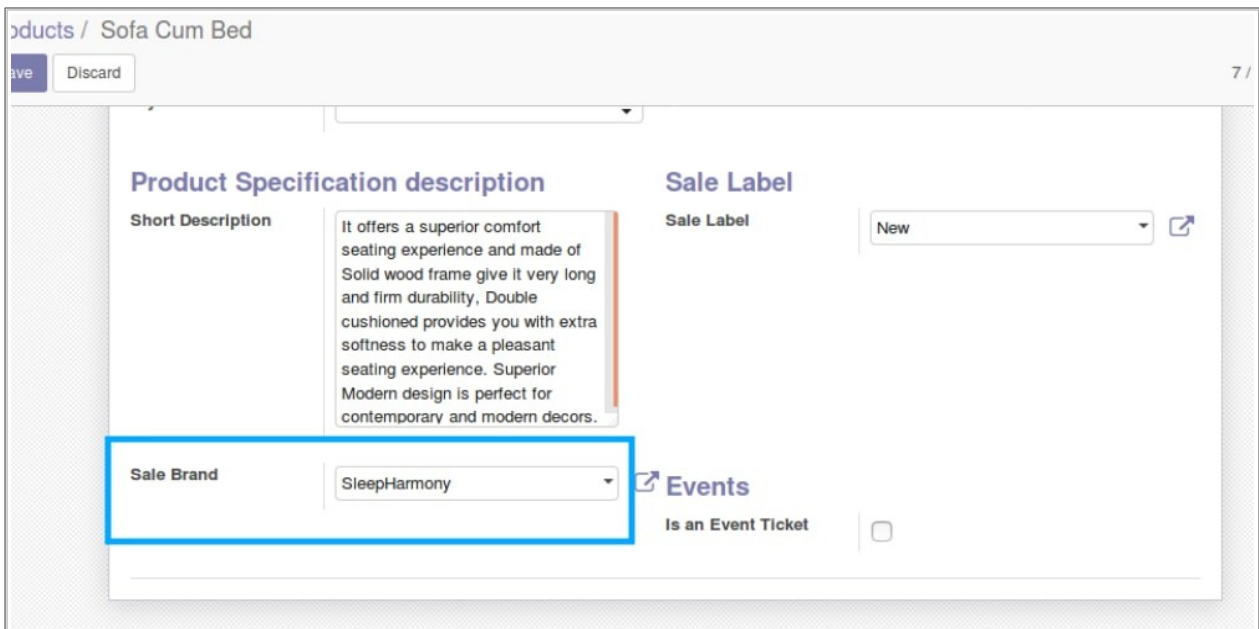 Products / Sofa Cum Bed
Discard
7 /
Product Specification description
Sale Label
Short Description
It offers a superior comfort
seating experience and made of
Solid wood frame give it very long
and firm durability, Double
cushioned provides you with extra
softness to make a pleasant
seating experience. Superior
Modern design is perfect for
contemporary and modern decors.
Sale Label
New
Sale Brand
SleepHarmony
Events
Is an Event Ticket